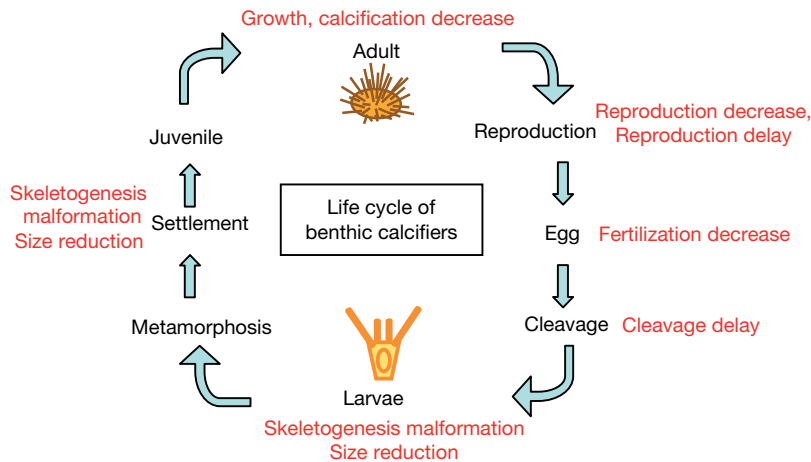 Growth, calcification decrease
Adult
Reproduction
Reproduction decrease,
Reproduction delay
Egg
Fertilization decrease
Cleavage
Cleavage delay
Larvae
Skeletogenesis malformation
Size reduction
Metamorphosis
Settlement
Skeletogenesis
malformation
Size reduction
Juvenile
Life cycle of
benthic calcifiers